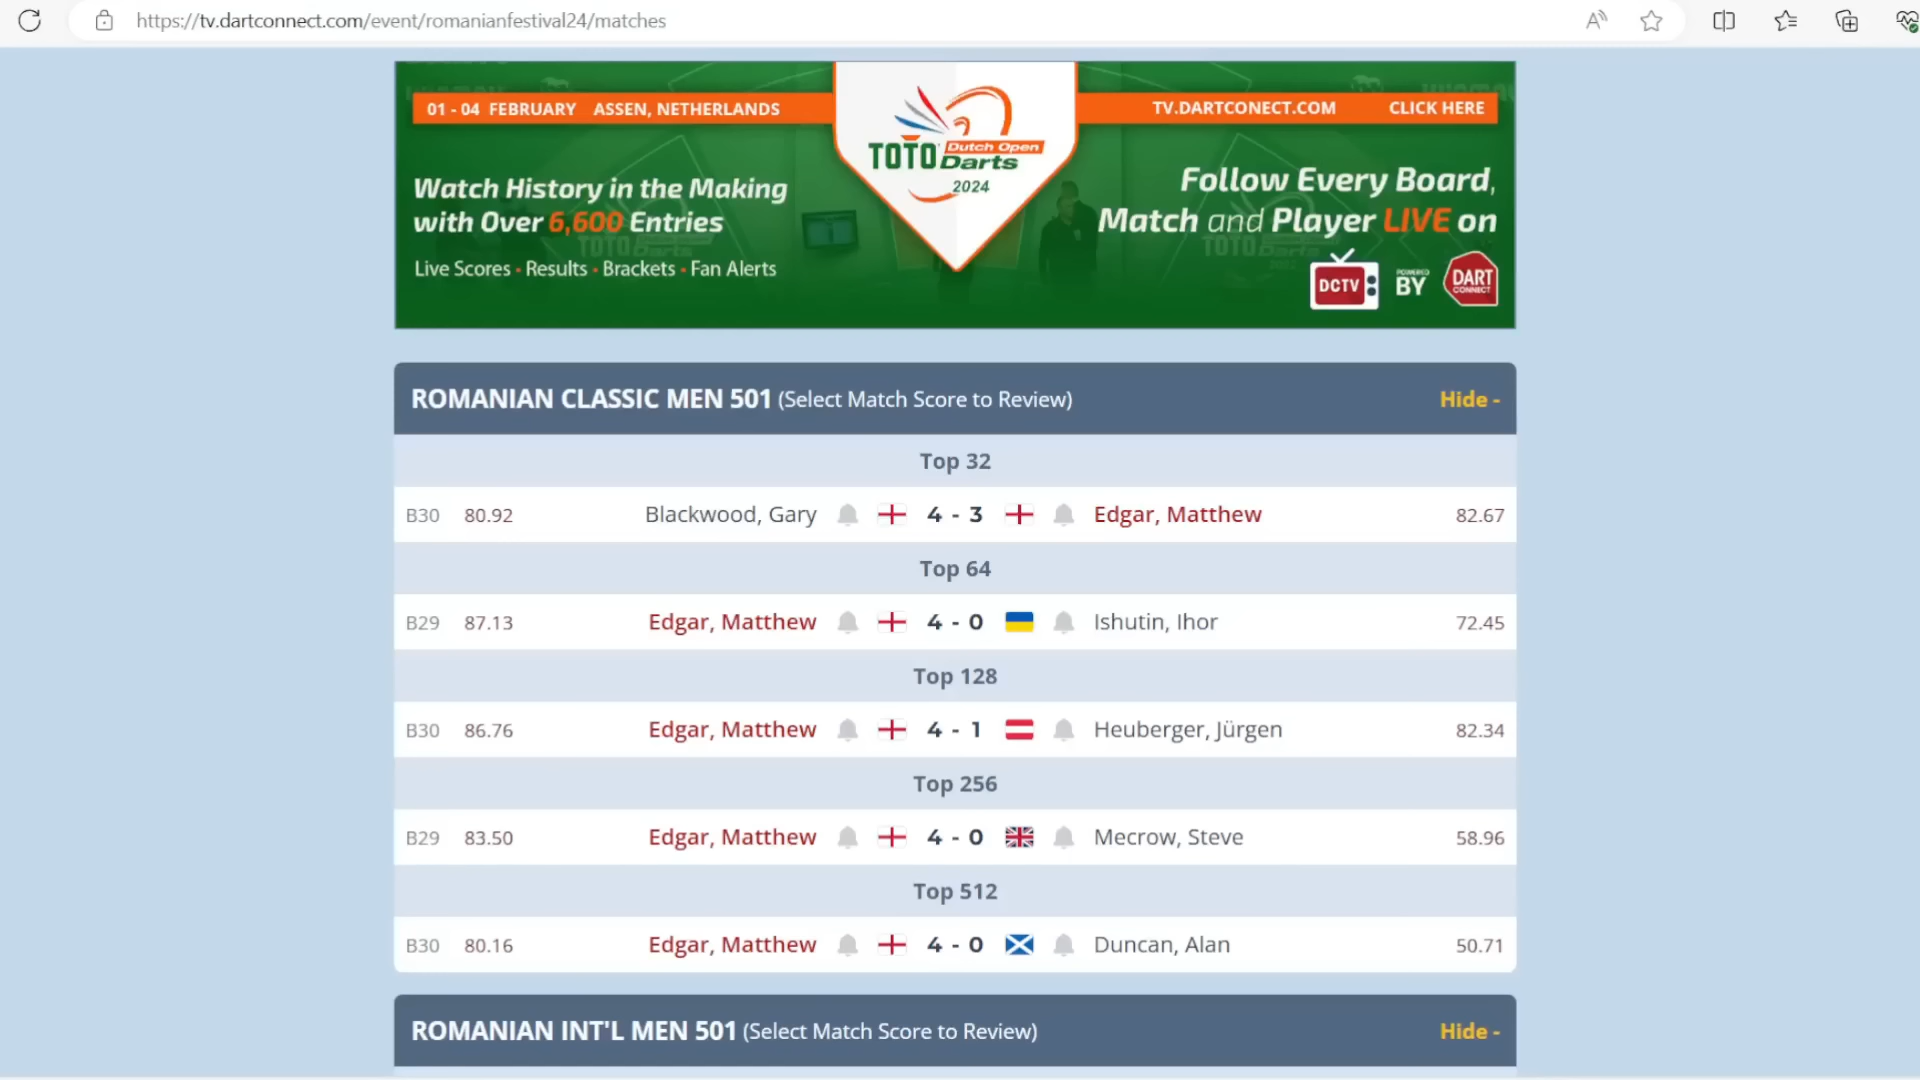 https://tv.dartconnect.com/event/romanianfestival24/matches
01 - 04 FEBRUARY ASSEN, NETHERLANDS
TV.DARTCONECT.COM CLICK HERE
TOTO Dutch Open Darts
2024
Watch History in the Making
with Over 6,600 Entries
Live Scores • Results • Brackets • Fan Alerts
Follow Every Board,
Match and Player LIVE on
DCTV POWERED BY DART CONNECT
ROMANIAN CLASSIC MEN 501 (Select Match Score to Review) Hide -
Top 32
B30 80.92 Blackwood, Gary 4 - 3 Edgar, Matthew 82.67
Top 64
B29 87.13 Edgar, Matthew 4 - 0 Ishutin, Ihor 72.45
Top 128
B30 86.76 Edgar, Matthew 4 - 1 Heuberger, Jürgen 82.34
Top 256
B29 83.50 Edgar, Matthew 4 - 0 Mecrow, Steve 58.96
Top 512
B30 80.16 Edgar, Matthew 4 - 0 Duncan, Alan 50.71
ROMANIAN INT'L MEN 501 (Select Match Score to Review) Hide -